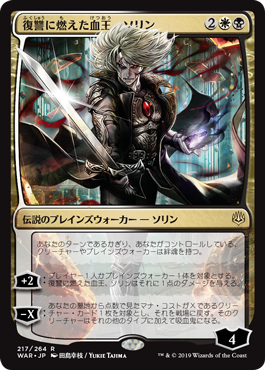 ふくしゅう も けつおう
復讐に燃えた血王、ソリン 2
伝説のプレインズウォーカー — ソリン
あなたのターンであるかぎり、あなたがコントロールしている、
クリーチャーやプレインズウォーカーは絆魂を持つ。
+2
：プレイヤー1人かプレインズウォーカー1体を対象とする。
復讐に燃えた血王、ソリンはそれに1点のダメージを与える。
-X
：あなたの墓地から点数で見たマナ・コストがXであるクリ
ーチャー・カード1枚を対象とし、それを戦場に戻す。そのク
リーチャーはそれの他のタイプに加えて吸血鬼になる。
4
217/264 R
WAR・JP 田島幸枝/YUKIE TAJIMA
™ & © 2019 Wizards of the Coast